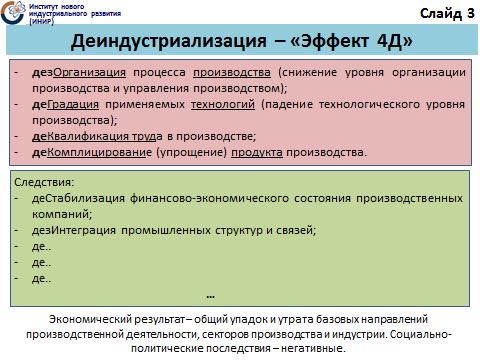 Институт нового
индустриального развития
(ИНИР)
Слайд 3
Деиндустриализация – «Эффект 4Д»
- дезОрганизация процесса производства (снижение уровня организации
производства и управления производством);
- деГрадация применяемых технологий (падение технологического уровня
производства);
- деКвалификация труда в производстве;
- деКомплицирование (упрощение) продукта производства.
Следствия:
- деСтабилизация финансово-экономического состояния производственных
компаний;
- дезИнтеграция промышленных структур и связей;
- де..
- де..
- де..
...
Экономический результат – общий упадок и утрата базовых направлений
производственной деятельности, секторов производства и индустрии. Социально-
политические последствия – негативные.